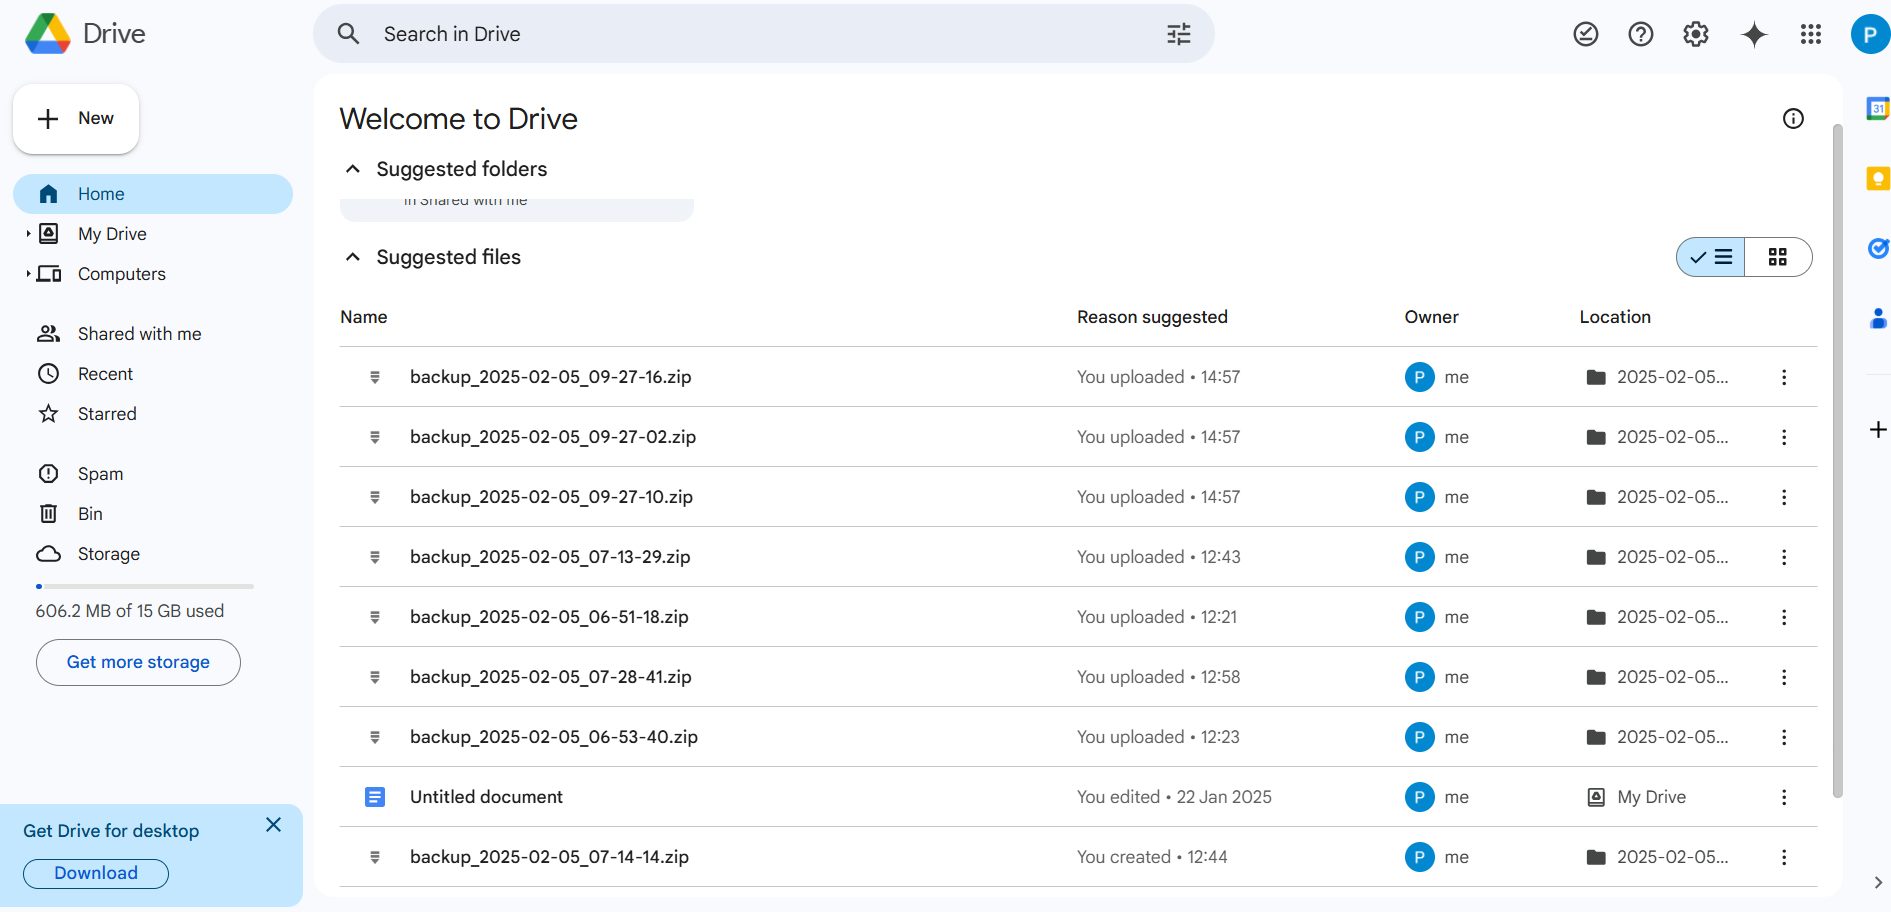 Drive
Search in Drive
P
New
Home
My Drive
Computers
Shared with me
Recent
Starred
Spam
Bin
Storage
606.2 MB of 15 GB used
Get more storage
Get Drive for desktop
Download
Welcome to Drive
Suggested folders
in Shared with me
Suggested files
Name Reason suggested Owner Location
backup_2025-02-05_09-27-16.zip You uploaded • 14:57 P me 2025-02-05...
backup_2025-02-05_09-27-02.zip You uploaded • 14:57 P me 2025-02-05...
backup_2025-02-05_09-27-10.zip You uploaded • 14:57 P me 2025-02-05...
backup_2025-02-05_07-13-29.zip You uploaded • 12:43 P me 2025-02-05...
backup_2025-02-05_06-51-18.zip You uploaded • 12:21 P me 2025-02-05...
backup_2025-02-05_07-28-41.zip You uploaded • 12:58 P me 2025-02-05...
backup_2025-02-05_06-53-40.zip You uploaded • 12:23 P me 2025-02-05...
Untitled document You edited • 22 Jan 2025 P me My Drive
backup_2025-02-05_07-14-14.zip You created • 12:44 P me 2025-02-05...
31